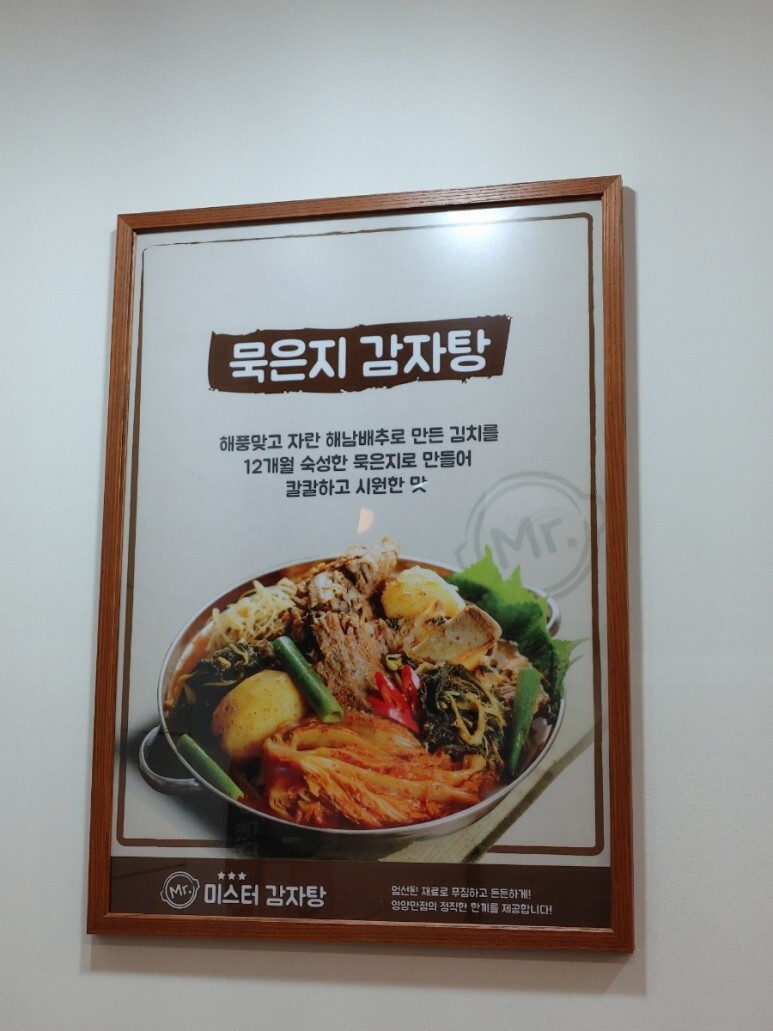 묵은지 감자탕
해풍맞고 자란 해남배추로 만든 김치를
12개월 숙성한 묵은지로 만들어
칼칼하고 시원한 맛
Mr.
Mr. 미스터 감자탕
엄선된 재료로 푸짐하고 든든하게!
영양만점의 정직한 한끼를 제공합니다!